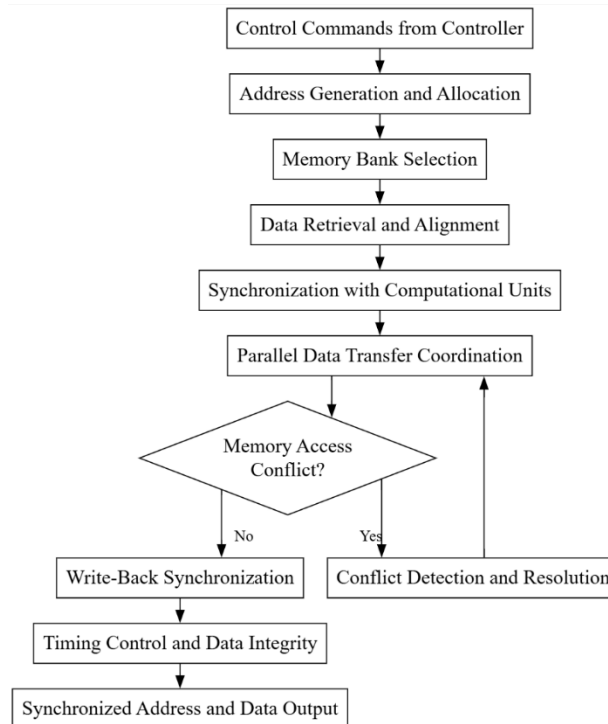 Control Commands from Controller
Address Generation and Allocation
Memory Bank Selection
Data Retrieval and Alignment
Synchronization with Computational Units
Parallel Data Transfer Coordination
Memory Access
Conflict?
No
Yes
Write-Back Synchronization
Conflict Detection and Resolution
Timing Control and Data Integrity
Synchronized Address and Data Output